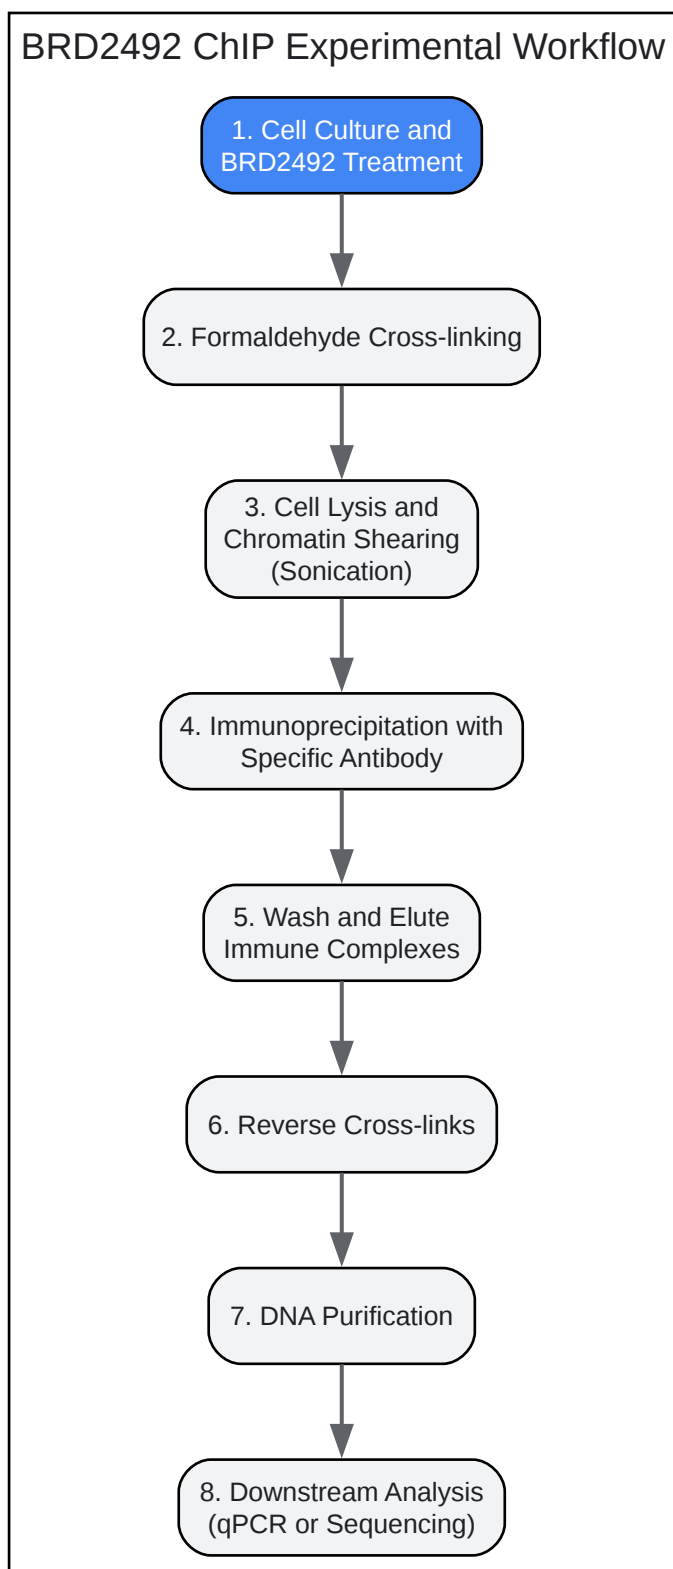 BRD2492 ChIP Experimental Workflow
1. Cell Culture and
BRD2492 Treatment
2. Formaldehyde Cross-linking
3. Cell Lysis and
Chromatin Shearing
(Sonication)
4. Immunoprecipitation with
Specific Antibody
5. Wash and Elute
Immune Complexes
6. Reverse Cross-links
7. DNA Purification
8. Downstream Analysis
(qPCR or Sequencing)